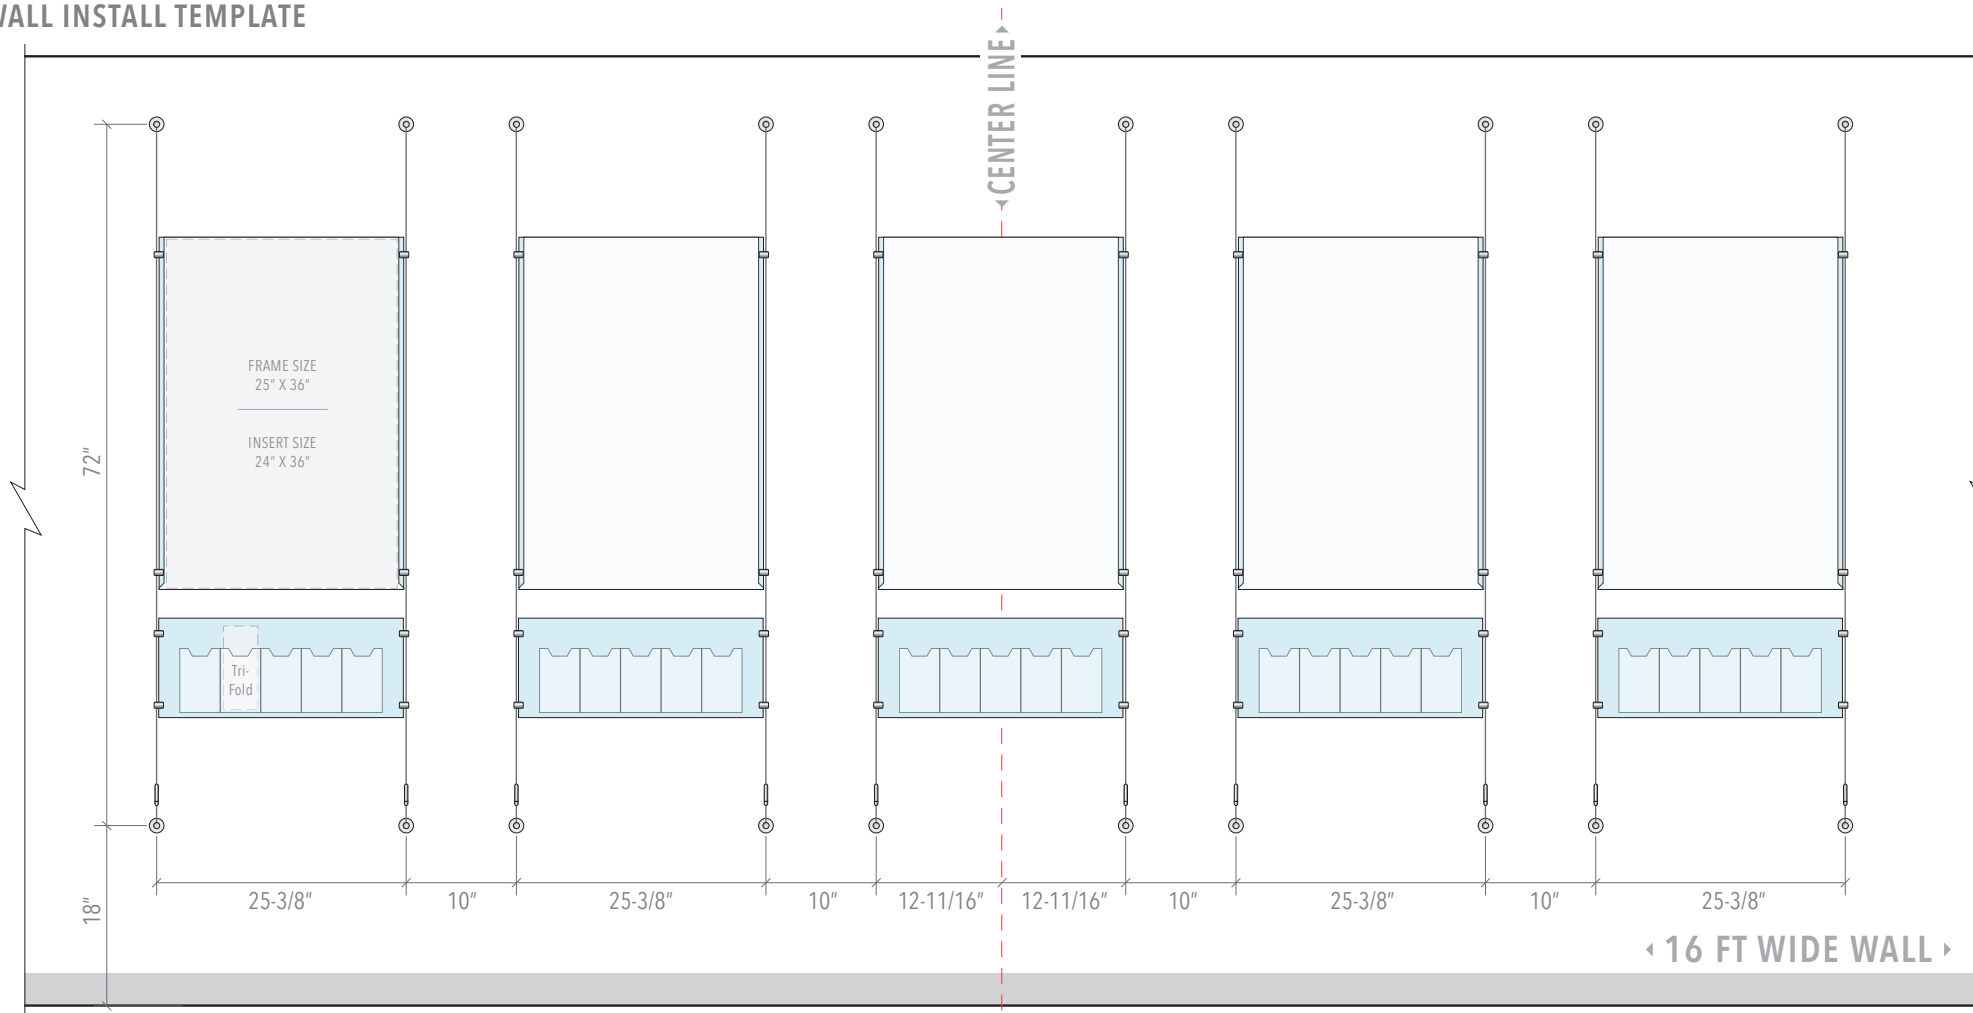 WALL INSTALL TEMPLATE
CENTER LINE
FRAME SIZE
25" X 36"
INSERT SIZE
24" X 36"
72"
Tri-
Fold
18"
25-3/8"
10"
25-3/8"
10"
12-11/16"
12-11/16"
10"
25-3/8"
10"
25-3/8"
16 FT WIDE WALL